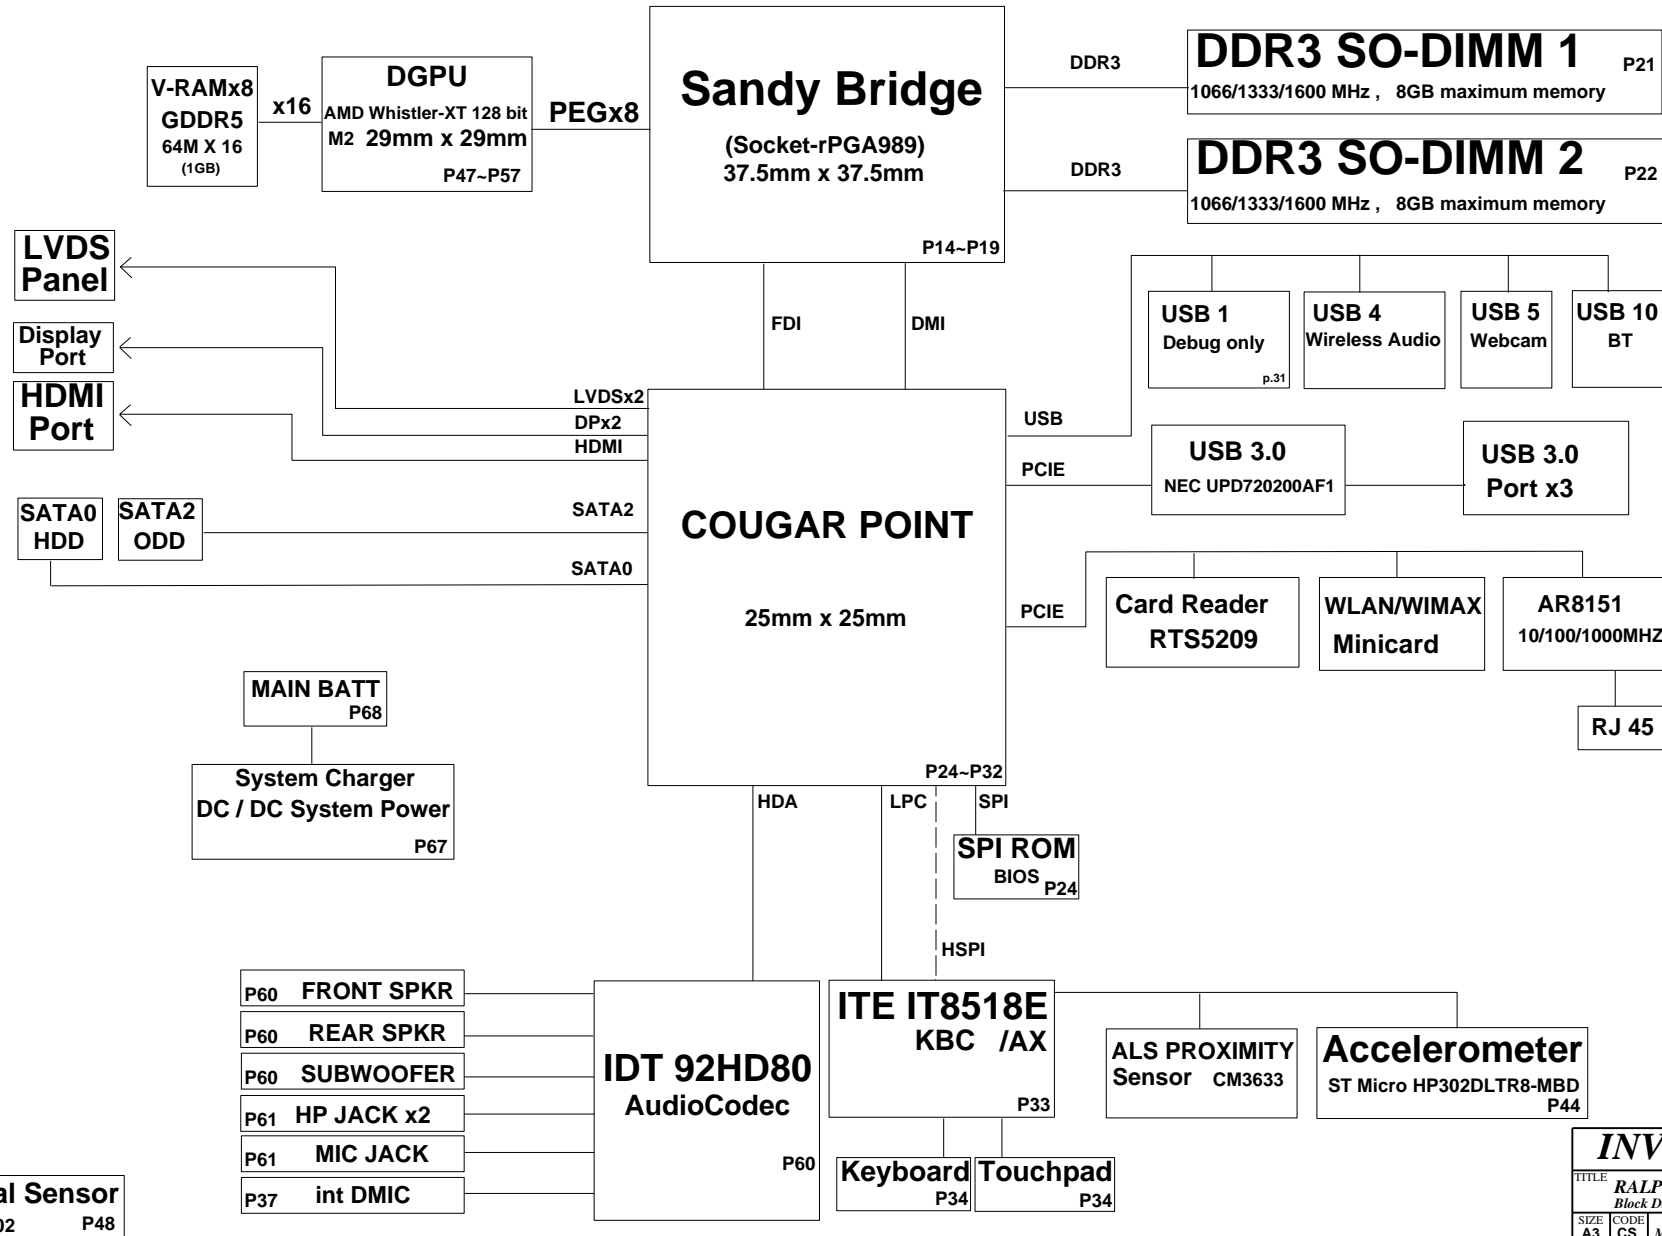 V-RAMx8
GDDR5
64M X 16
(1GB)
x16
DGPU
AMD Whistler-XT 128 bit
M2 29mm x 29mm
P47~P57
PEGx8
Sandy Bridge
(Socket-rPGA989)
37.5mm x 37.5mm
P14~P19
DDR3
DDR3 SO-DIMM 1
P21
1066/1333/1600 MHz , 8GB maximum memory
DDR3
DDR3 SO-DIMM 2
P22
1066/1333/1600 MHz , 8GB maximum memory
LVDS
Panel
Display
Port
HDMI
Port
FDI
DMI
LVDSx2
DPx2
HDMI
SATA2
SATA0
SATA0
HDD
SATA2
ODD
COUGAR POINT
25mm x 25mm
P24~P32
USB
USB 1
Debug only
p.31
USB 4
Wireless Audio
USB 5
Webcam
USB 10
BT
PCIE
USB 3.0
NEC UPD720200AF1
USB 3.0
Port x3
PCIE
Card Reader
RTS5209
WLAN/WIMAX
Minicard
AR8151
10/100/1000MHZ
RJ 45
MAIN BATT
P68
System Charger
DC / DC System Power
P67
HDA
LPC
SPI
SPI ROM
BIOS
P24
HSPI
P60 FRONT SPKR
P60 REAR SPKR
P60 SUBWOOFER
P61 HP JACK x2
P61 MIC JACK
P37 int DMIC
IDT 92HD80
AudioCodec
P60
ITE IT8518E
KBC /AX
P33
Keyboard
P34
Touchpad
P34
ALS PROXIMITY
Sensor CM3633
Accelerometer
ST Micro HP302DLTR8-MBD
P44
Sensor
P48
TITLE
Block
SIZE
A3
CODE
CS